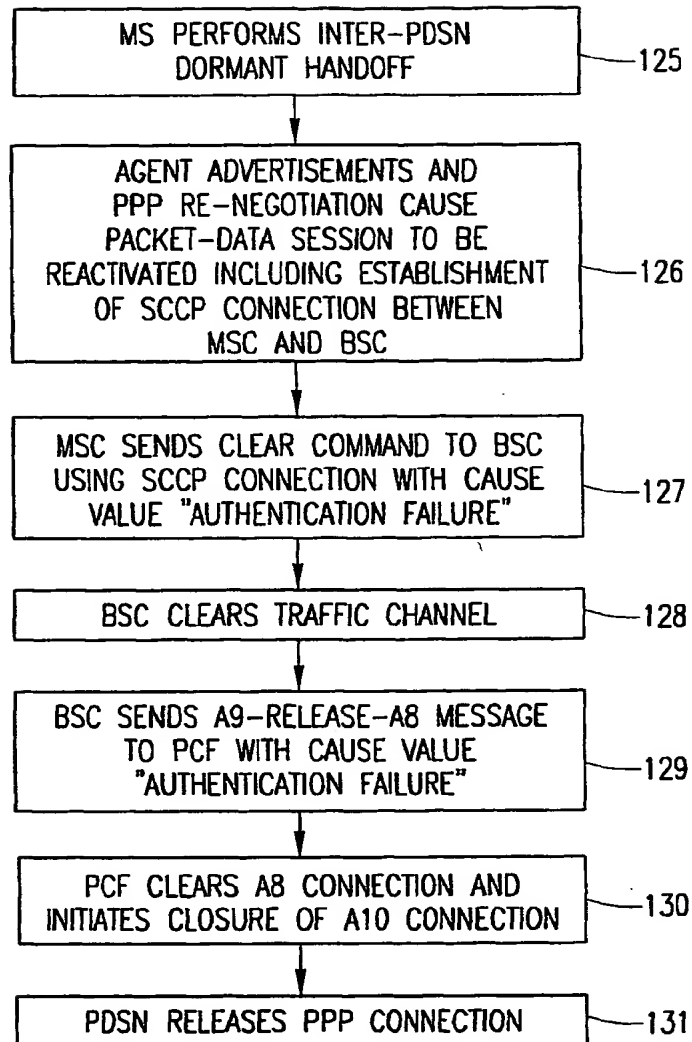 MS PERFORMS INTER-PDSN
DORMANT HANDOFF
125
AGENT ADVERTISEMENTS AND
PPP RE-NEGOTIATION CAUSE
PACKET-DATA SESSION TO BE
REACTIVATED INCLUDING ESTABLISHMENT
OF SCCP CONNECTION BETWEEN
MSC AND BSC
126
MSC SENDS CLEAR COMMAND TO BSC
USING SCCP CONNECTION WITH CAUSE
VALUE "AUTHENTICATION FAILURE"
127
BSC CLEARS TRAFFIC CHANNEL
128
BSC SENDS A9-RELEASE-A8 MESSAGE
TO PCF WITH CAUSE VALUE
"AUTHENTICATION FAILURE"
129
PCF CLEARS A8 CONNECTION AND
INITIATES CLOSURE OF A10 CONNECTION
130
PDSN RELEASES PPP CONNECTION
131